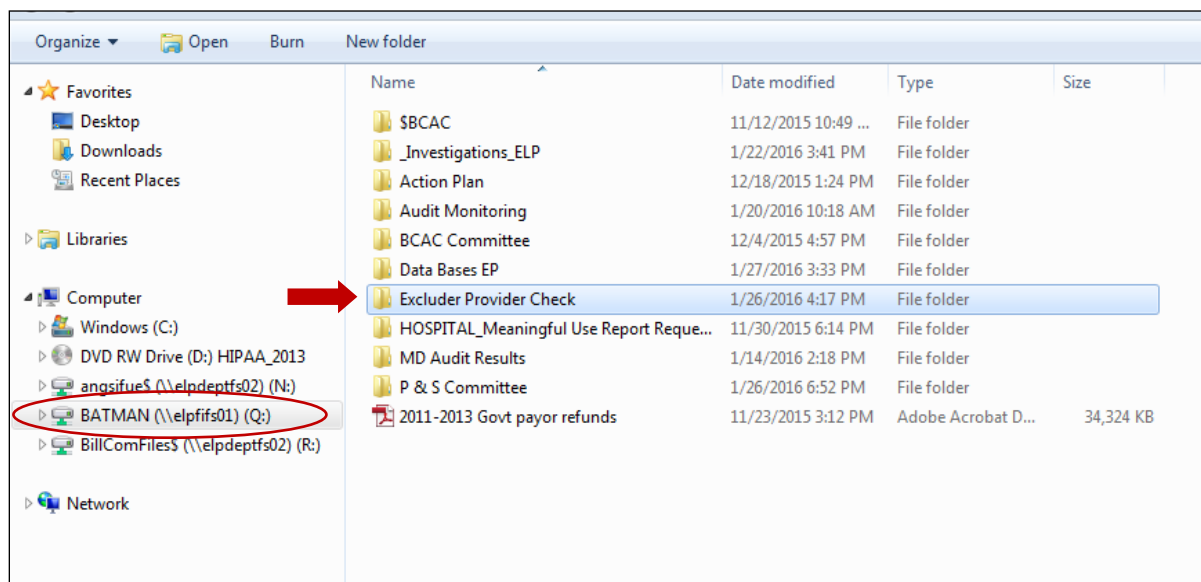 Organize Open Burn New folder
Favorites
Desktop
Downloads
Recent Places
Libraries
Computer
Windows (C:)
DVD RW Drive (D:) HIPAA_2013
angsifue$ (\\elpdeptfs02) (N:)
BATMAN (\\elpfifs01) (Q:)
BillComFiles$ (\\elpdeptfs02) (R:)
Network
Name Date modified Type Size
$BCAC 11/12/2015 10:49 ... File folder
_Investigations_ELP 1/22/2016 3:41 PM File folder
Action Plan 12/18/2015 1:24 PM File folder
Audit Monitoring 1/20/2016 10:18 AM File folder
BCAC Committee 12/4/2015 4:57 PM File folder
Data Bases EP 1/27/2016 3:33 PM File folder
Excluder Provider Check 1/26/2016 4:17 PM File folder
HOSPITAL_Meaningful Use Report Reque... 11/30/2015 6:14 PM File folder
MD Audit Results 1/14/2016 2:18 PM File folder
P & S Committee 1/26/2016 6:52 PM File folder
2011-2013 Govt payor refunds 11/23/2015 3:12 PM Adobe Acrobat D... 34,324 KB